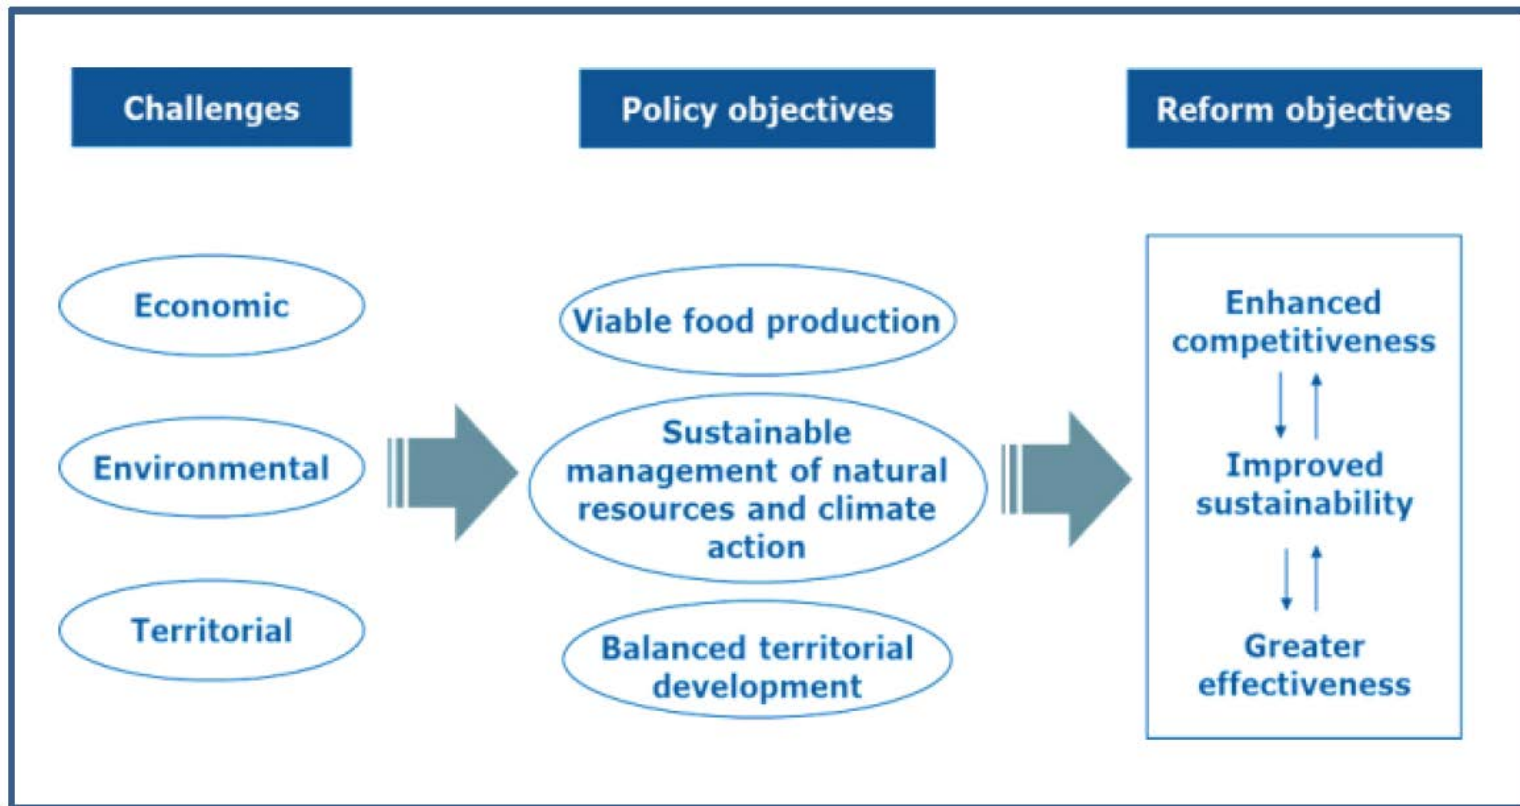 Challenges
Policy objectives
Reform objectives
Economic
Environmental
Territorial
Viable food production
Sustainable
management of natural
resources and climate
action
Balanced territorial
development
Enhanced
competitiveness
Improved
sustainability
Greater
effectiveness